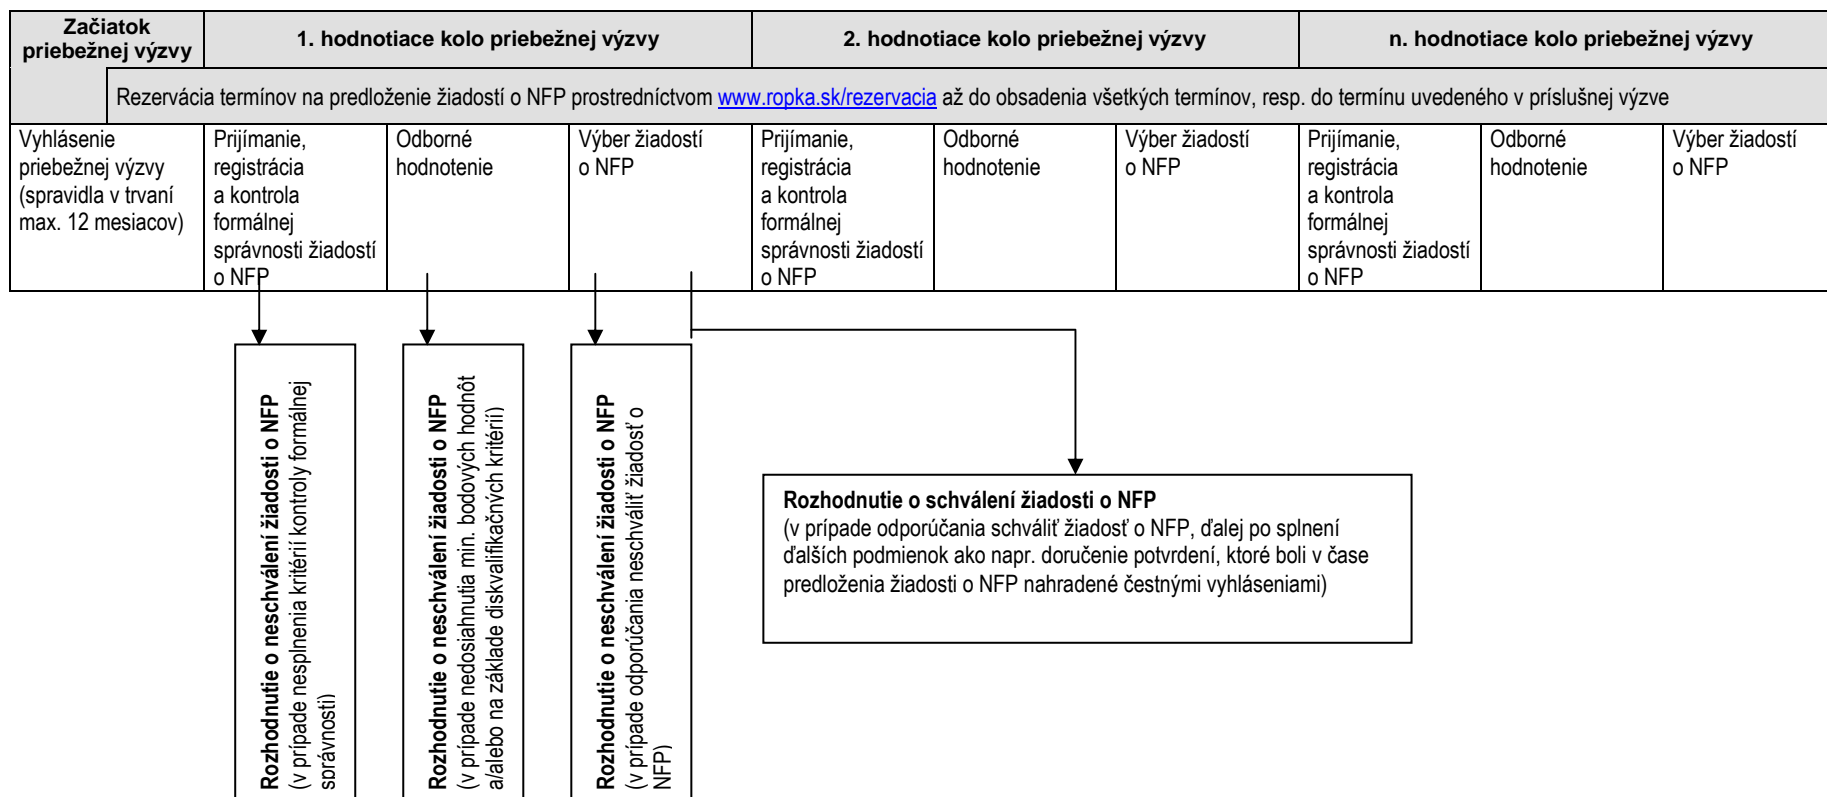 Začiatok
priebežnej výzvy
1. hodnotiace kolo priebežnej výzvy
2. hodnotiace kolo priebežnej výzvy
n. hodnotiace kolo priebežnej výzvy
Rezervácia termínov na predloženie žiadostí o NFP prostredníctvom www.ropka.sk/rezervacia až do obsadenia všetkých termínov, resp. do termínu uvedeného v príslušnej výzve
Vyhlásenie
priebežnej výzvy
(spravidla v trvaní
max. 12 mesiacov)
Prijímanie,
registrácia
a kontrola
formálnej
správnosti žiadostí
o NFP
Odborné
hodnotenie
Výber žiadostí
o NFP
Prijímanie,
registrácia
a kontrola
formálnej
správnosti žiadostí
o NFP
Odborné
hodnotenie
Výber žiadostí
o NFP
Prijímanie,
registrácia
a kontrola
formálnej
správnosti žiadostí
o NFP
Odborné
hodnotenie
Výber žiadostí
o NFP
Rozhodnutie o neschválení žiadosti o NFP
(v prípade nesplnenia kritérií kontroly formálnej
správnosti)
Rozhodnutie o neschválení žiadosti o NFP
(v prípade nedosiahnutia min. bodových hodnôt
a/alebo na základe diskvalifikačných kritérií)
Rozhodnutie o neschválení žiadosti o NFP
(v prípade odporúčania neschváliť žiadosť o
NFP)
Rozhodnutie o schválení žiadosti o NFP
(v prípade odporúčania schváliť žiadosť o NFP, ďalej po splnení
ďalších podmienok ako napr. doručenie potvrdení, ktoré boli v čase
predloženia žiadosti o NFP nahradené čestnými vyhláseniami)